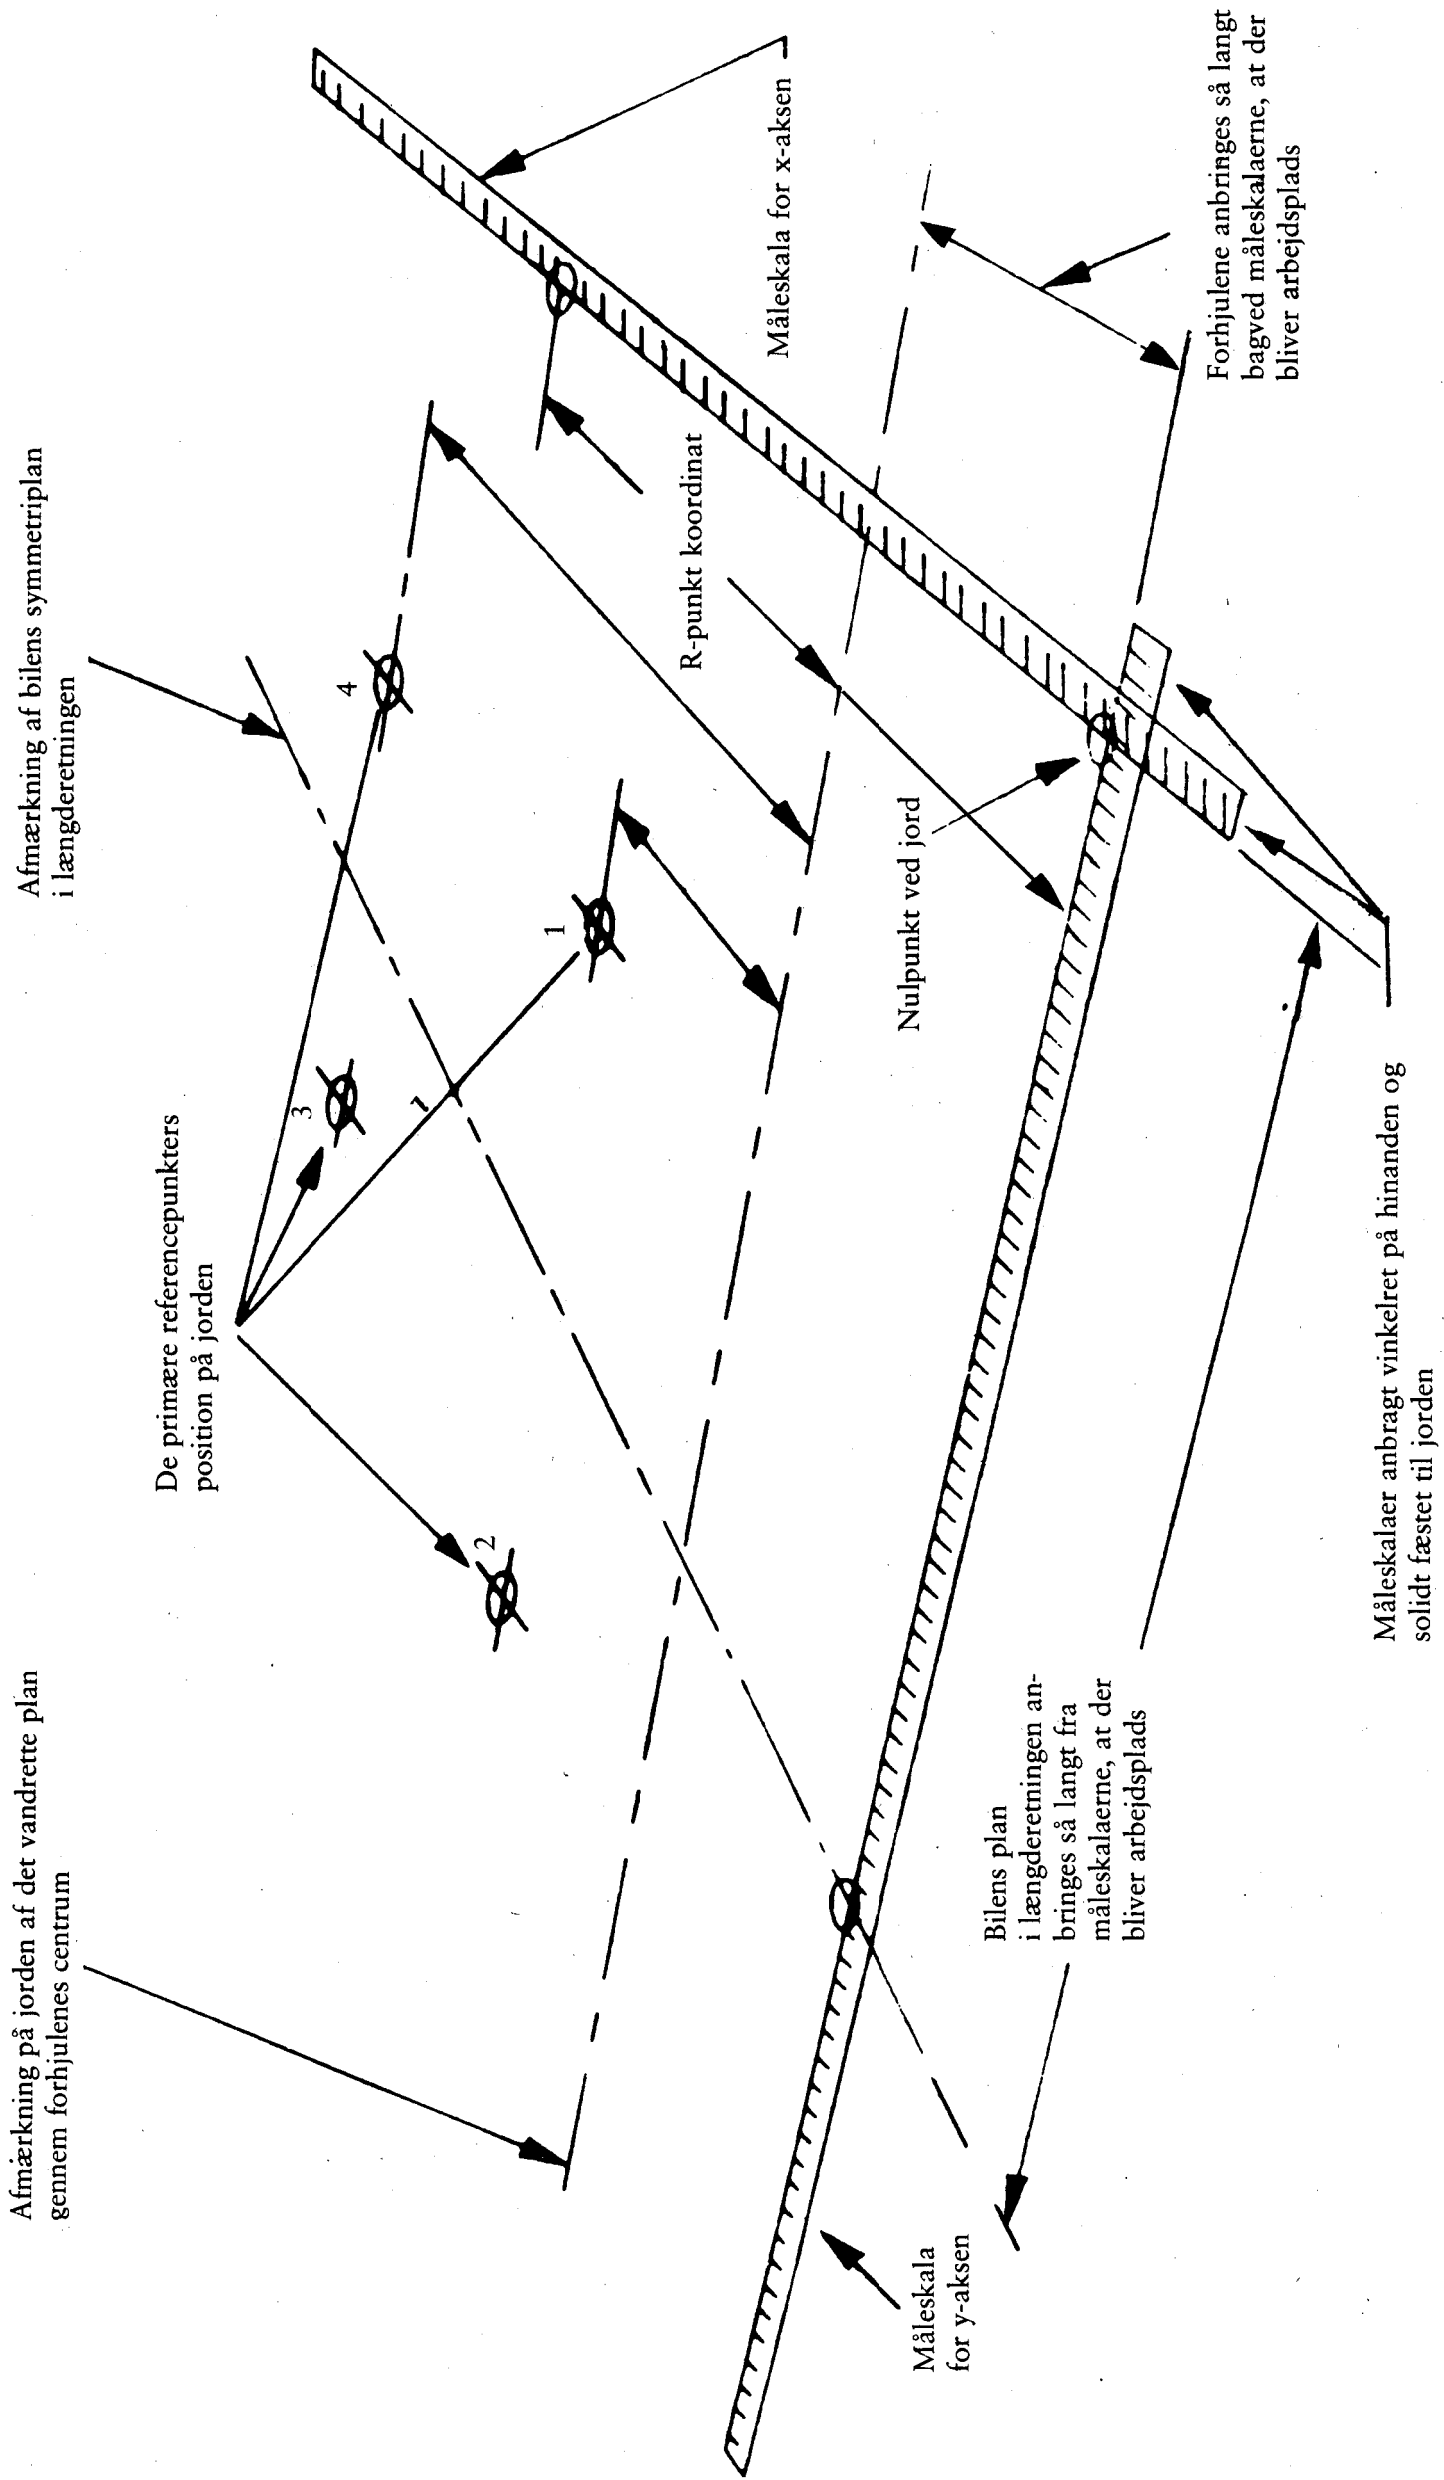 Afmærkning på jorden af det vandrette plan
gennem forhjulenes centrum
Afmærkning af bilens symmetriplan
i længderetningen
De primære referencepunkters
position på jorden
2
3
4
1
Måleskala for x-aksen
R-punkt koordinat
Nulpunkt ved jord
Måleskala
for y-aksen
Bilens plan
i længderetningen an-
bringes så langt fra
måleskalaerne, at der
bliver arbejdsplads
Forhjulene anbringes så langt
bagved måleskalaerne, at der
bliver arbejdsplads
Måleskalaer anbragt vinkelret på hinanden og
solidt fæstet til jorden